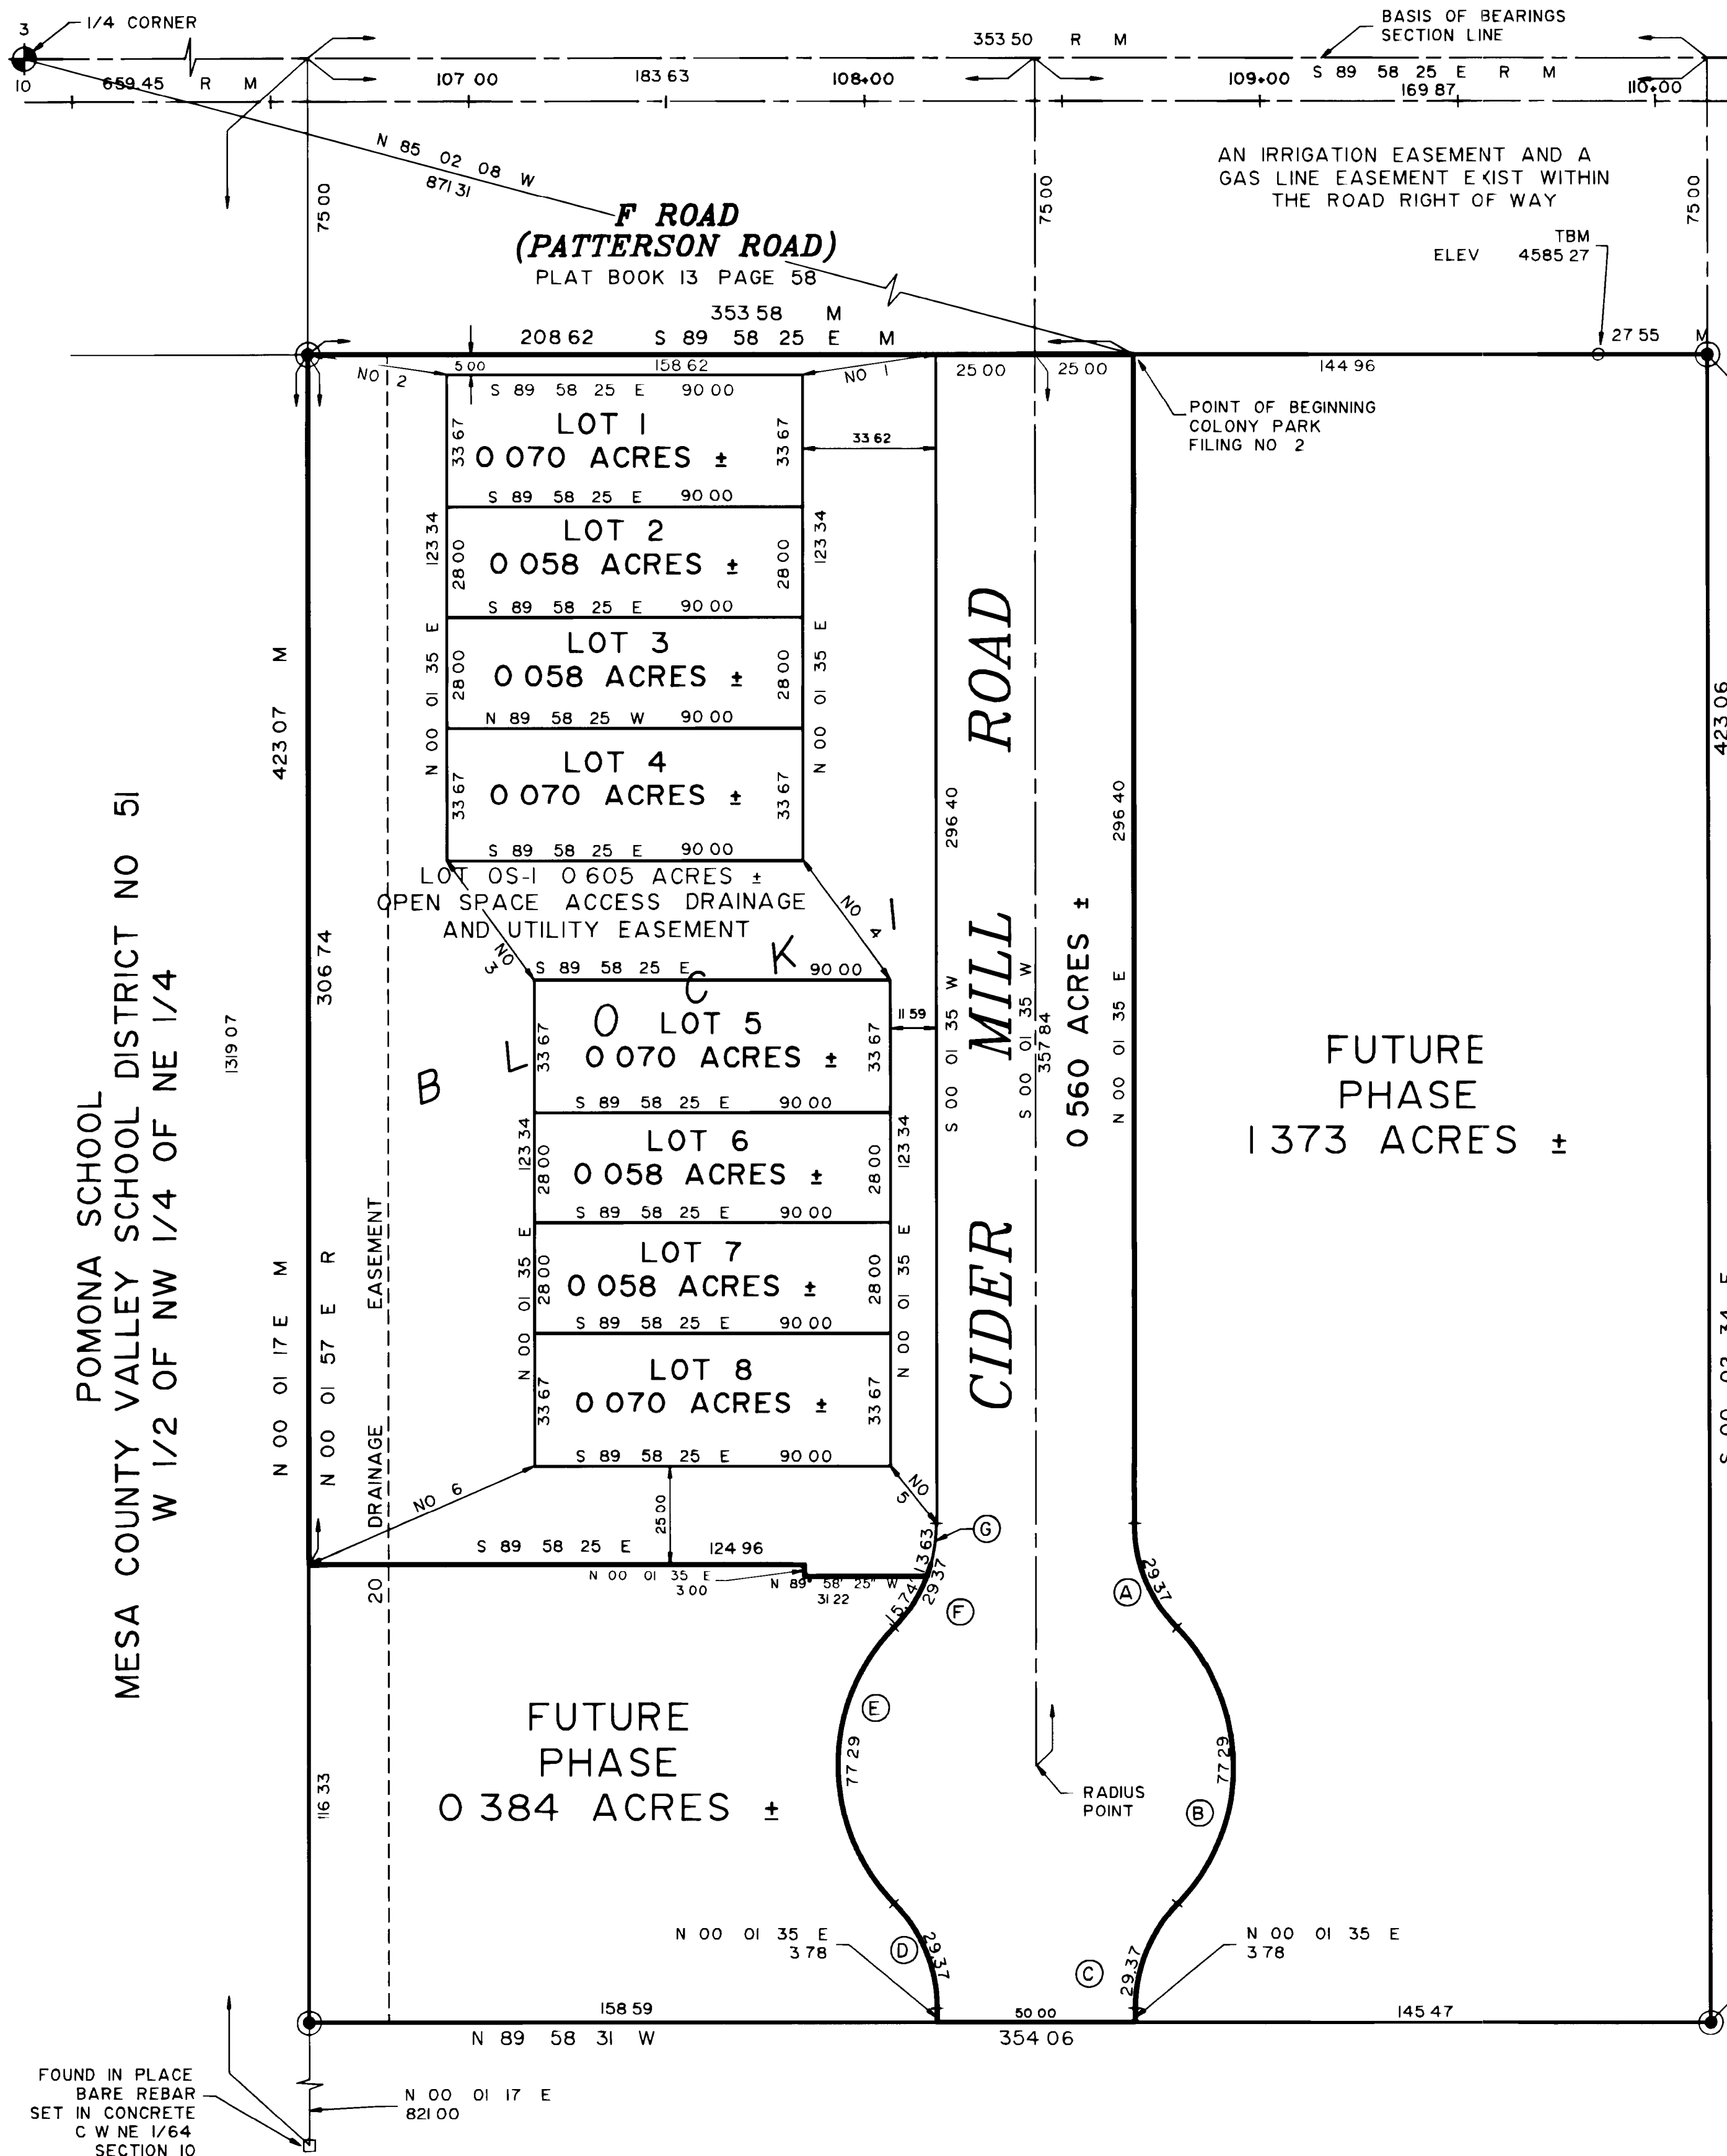 3
1/4 CORNER
10
659.45 R M
107 00
183 63
108+00
353 50 R M
BASIS OF BEARINGS
SECTION LINE
109+00
S 89 58 25 E R M
169 87
110+00
N 85 02 08 W
871 31
75 00
75 00
75 00
F ROAD
(PATTERSON ROAD)
PLAT BOOK 13 PAGE 58
AN IRRIGATION EASEMENT AND A
GAS LINE EASEMENT EXIST WITHIN
THE ROAD RIGHT OF WAY
TBM
ELEV 4585 27
353 58 M
208 62 S 89 58 25 E M
27 55 M
NO 2
5 00
158 62
NO 1
25 00
25 00
144 96
POINT OF BEGINNING
COLONY PARK
FILING NO 2
S 89 58 25 E 90 00
LOT 1
0 070 ACRES ±
33 67
33 67
33 62
S 89 58 25 E 90 00
LOT 2
0 058 ACRES ±
28 00
28 00
123 34
123 34
S 89 58 25 E 90 00
LOT 3
0 058 ACRES ±
28 00
28 00
N 00 01 35 E
N 00 01 35 E
N 89 58 25 W 90 00
LOT 4
0 070 ACRES ±
33 67
33 67
S 89 58 25 E 90 00
LOT OS-1 0 605 ACRES ±
OPEN SPACE ACCESS DRAINAGE
AND UTILITY EASEMENT
NO 3
NO 4
BLOCK 1
S 89 58 25 E 90 00
LOT 5
0 070 ACRES ±
33 67
33 67
11 59
S 89 58 25 E 90 00
LOT 6
0 058 ACRES ±
28 00
28 00
123 34
123 34
S 89 58 25 E 90 00
LOT 7
0 058 ACRES ±
28 00
28 00
N 00 01 35 E
N 00 01 35 E
S 89 58 25 E 90 00
LOT 8
0 070 ACRES ±
33 67
33 67
S 89 58 25 E 90 00
NO 5
NO 6
25 00
CIDER MILL ROAD
296 40
S 00 01 35 W
S 00 01 35 W
357 84
0 560 ACRES ±
296 40
N 00 01 35 E
FUTURE
PHASE
1 373 ACRES ±
423 06
S 00 02 34 E
POMONA SCHOOL
MESA COUNTY VALLEY SCHOOL DISTRICT NO 51
W 1/2 OF NW 1/4 OF NE 1/4
1319 07
423 07 M
N 00 01 17 E M
306 74
N 00 01 57 E R
20 DRAINAGE EASEMENT
S 89 58 25 E 124 96
N 00 01 35 E
3 00
N 89° 58' 25" W
31 22
13 63
G
29.37
15.74'
F
29.37
A
E
77 29
77 29
B
RADIUS
POINT
FUTURE
PHASE
0 384 ACRES ±
116 33
N 00 01 35 E
3 78
D
29.37
C
29.37
N 00 01 35 E
3 78
158 59
50 00
145 47
N 89 58 31 W
354 06
FOUND IN PLACE
BARE REBAR
SET IN CONCRETE
C W NE 1/64
SECTION 10
N 00 01 17 E
821 00